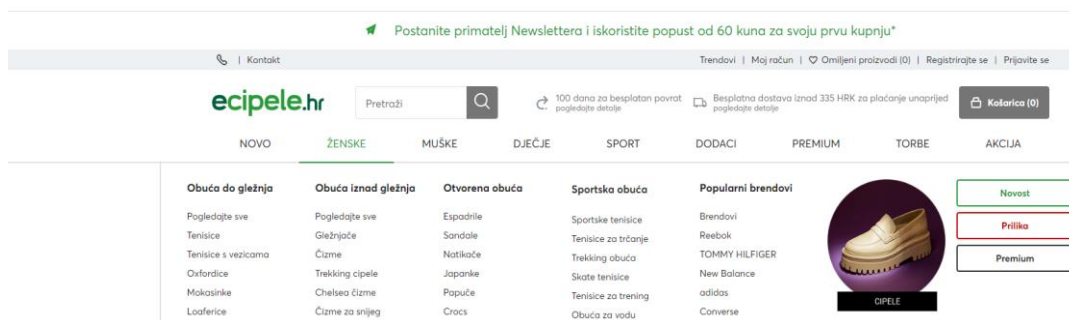 Postanite primatelj Newslettera i iskoristite popust od 60 kuna za svoju prvu kupnju*
| Kontakt
Trendovi | Moj račun | Omiljeni proizvodi (0) | Registrirajte se | Prijavite se
ecipele.hr
Pretraži
100 dana za besplatan povrat
pogledajte detalje
Besplatna dostava iznad 335 HRK za plaćanje unaprijed
pogledajte detalje
Košarica (0)
NOVO ŽENSKE MUŠKE DJEČJE SPORT DODACI PREMIUM TORBE AKCIJA
Obuća do gležnja
Pogledajte sve
Tenisice
Tenisice s vezicama
Oxfordice
Mokasinke
Loaferice
Obuća iznad gležnja
Pogledajte sve
Gležnjače
Čizme
Trekking cipele
Chelsea čizme
Čizme za snijeg
Otvorena obuća
Espadrile
Sandale
Natikače
Japanke
Popuče
Crocs
Sportska obuća
Sportske tenisice
Tenisice za trčanje
Trekking obuća
Skate tenisice
Tenisice za trening
Obuća za vodu
Popularni brendovi
Brendovi
Reebok
TOMMY HILFIGER
New Balance
adidas
Converse
CIPELE
Novost
Prilika
Premium